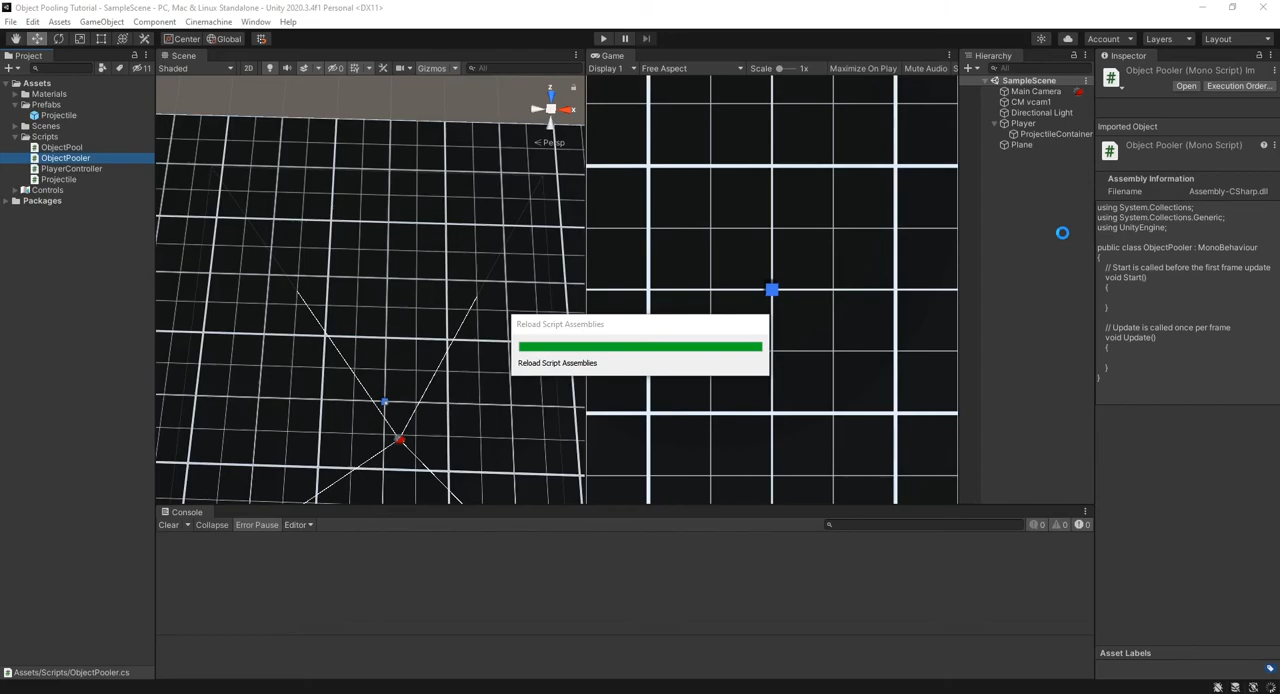 Object Pooling Tutorial - SampleScene - PC, Mac & Linux Standalone - Unity 2020.3.4f1 Personal <DX11>
File Edit Assets GameObject Component Cinemachine Window Help
Center Global Account Layers Layout
Project
11
Assets
Materials
Prefabs
Projectile
Scenes
Scripts
ObjectPool
ObjectPooler
PlayerController
Projectile
Controls
Packages
Assets/Scripts/ObjectPooler.cs
Scene
Shaded 2D 0 Gizmos All
z
x
Persp
Game
Display 1 Free Aspect Scale 1x Maximize On Play Mute Audio S
Reload Script Assemblies
Reload Script Assemblies
Console
Clear Collapse Error Pause Editor 0 0 0
Hierarchy
All
SampleScene
Main Camera
CM vcam1
Directional Light
Player
ProjectileContainer
Plane
Inspector
Object Pooler (Mono Script) Im
Open Execution Order...
Imported Object
Object Pooler (Mono Script)
Assembly Information
Filename Assembly-CSharp.dll
using System.Collections;
using System.Collections.Generic;
using UnityEngine;
public class ObjectPooler : MonoBehaviour
{
// Start is called before the first frame update
void Start()
{
}
// Update is called once per frame
void Update()
{
}
}
Asset Labels